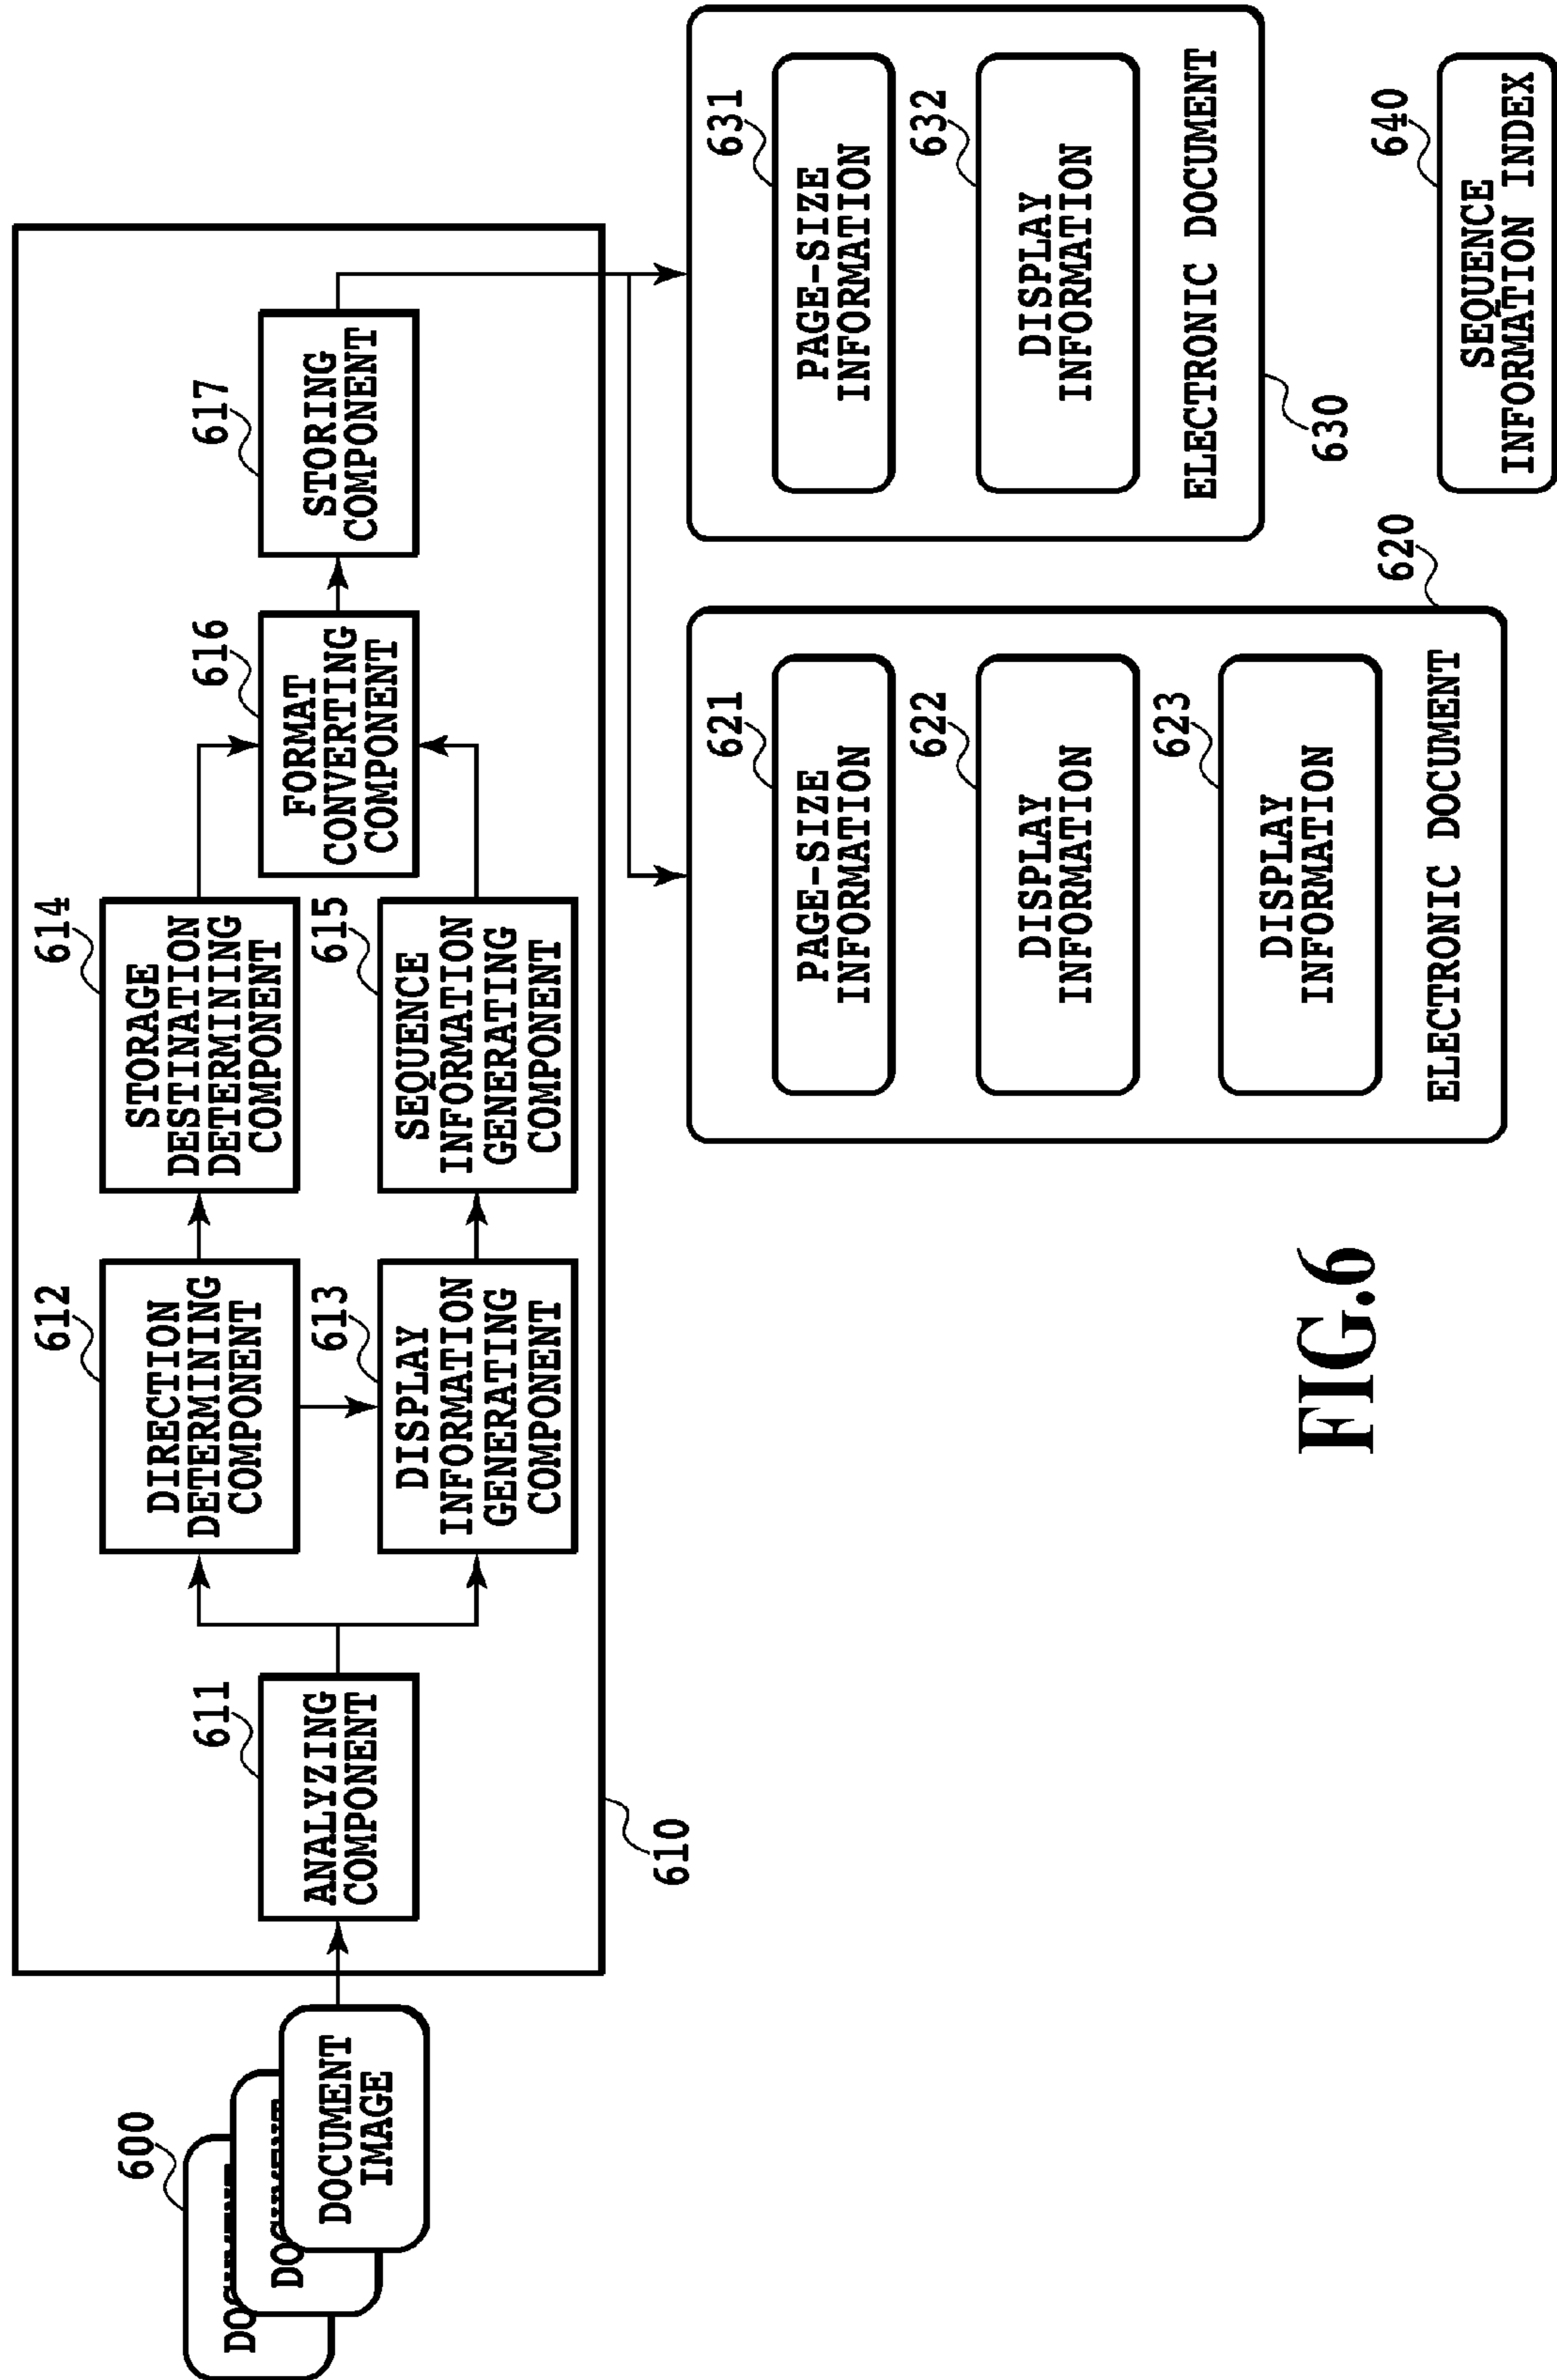 600
DOCUMENT
IMAGE
611
ANALYZING
COMPONENT
610
612
DIRECTION
DETERMINING
COMPONENT
613
DISPLAY
INFORMATION
GENERATING
COMPONENT
614
STORAGE
DESTINATION
DETERMINING
COMPONENT
615
SEQUENCE
INFORMATION
GENERATING
COMPONENT
616
FORMAT
CONVERTING
COMPONENT
617
STORING
COMPONENT
621
PAGE-SIZE
INFORMATION
622
DISPLAY
INFORMATION
623
DISPLAY
INFORMATION
ELECTRONIC DOCUMENT
620
631
PAGE-SIZE
INFORMATION
632
DISPLAY
INFORMATION
ELECTRONIC DOCUMENT
630
640
SEQUENCE
INFORMATION INDEX
FIG.6